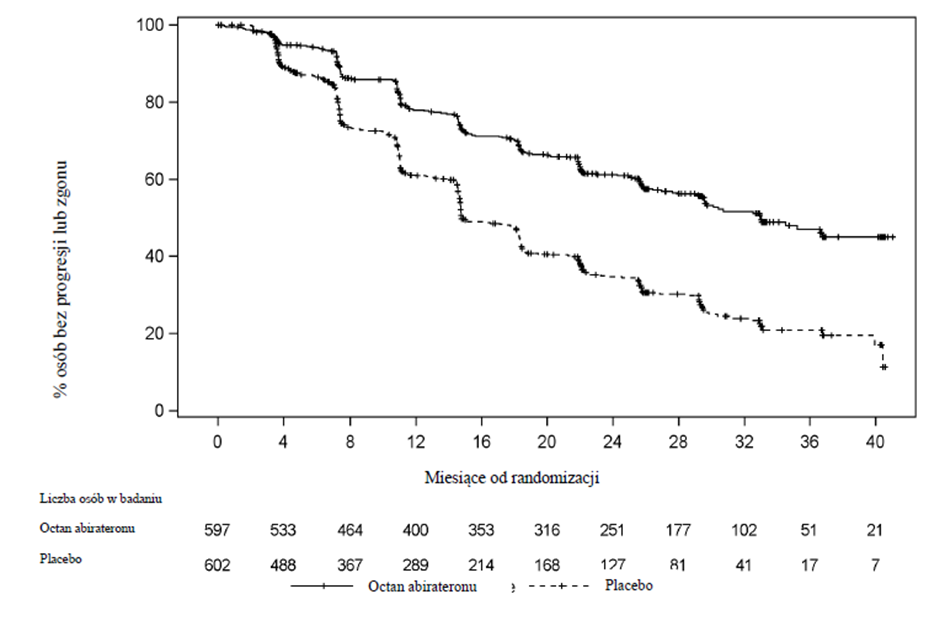 100
80
60
40
20
0
% osób bez progresji lub zgonu
0 4 8 12 16 20 24 28 32 36 40
Miesiące od randomizacji
Liczba osób w badaniu
Octan abirateronu 597 533 464 400 353 316 251 177 102 51 21
Placebo 602 488 367 289 214 168 127 81 41 17 7
Octan abirateronu Placebo